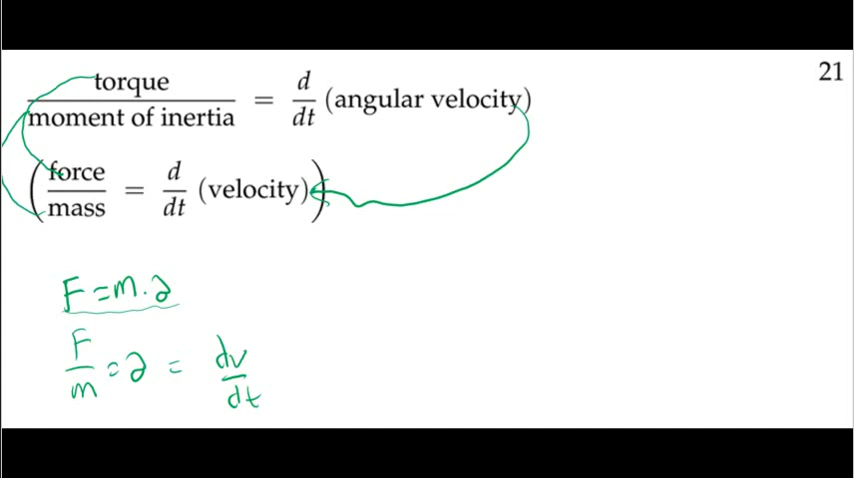 21
torque / moment of inertia = d/dt (angular velocity)
(force / mass = d/dt (velocity))
F = m . a
F/m = a = dv/dt